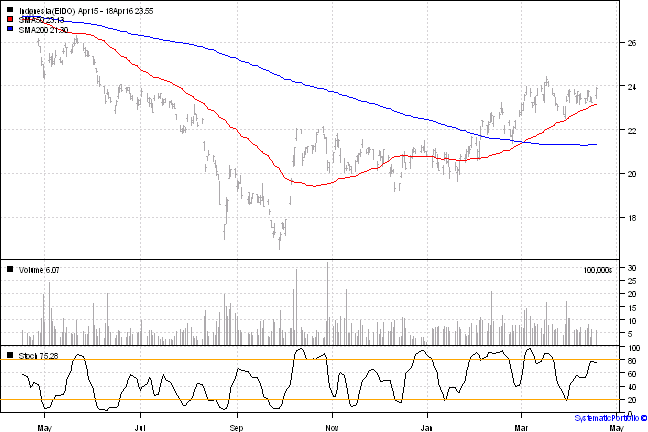 Indonesia(EIDO) Apr15 - 18Apr16 23.55
SMA50 23.13
SMA200 21.30
26
24
22
20
18
Volume 6.07
100,000s
30
25
20
15
10
5
Stoch 75.28
100
80
60
40
20
0
May Jul Sep Nov Jan Mar May
SystematicPortfolio ©